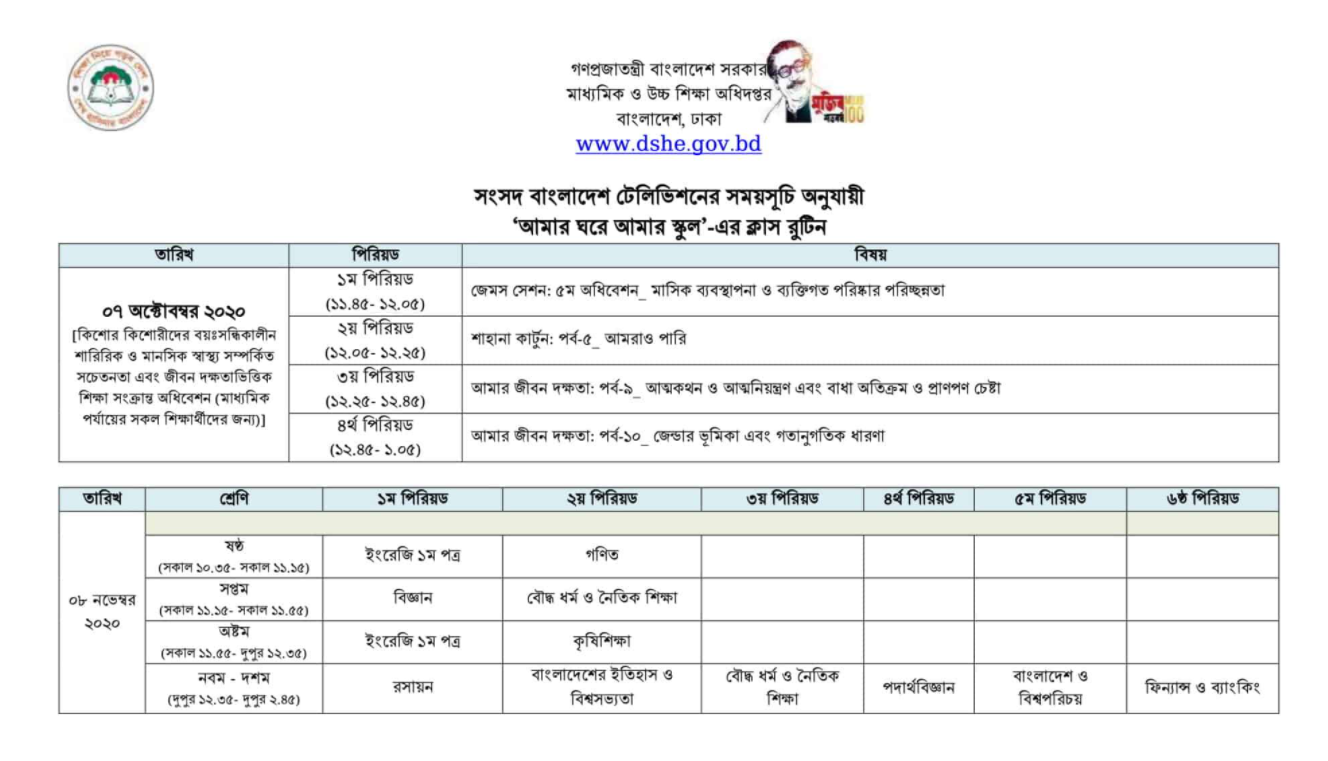 শিক্ষা নিয়ে গড়ব দেশ
শেখ হাসিনার বাংলাদেশ
গণপ্রজাতন্ত্রী বাংলাদেশ সরকার
মাধ্যমিক ও উচ্চ শিক্ষা অধিদপ্তর
বাংলাদেশ, ঢাকা
www.dshe.gov.bd
মুজিব
100
সংসদ বাংলাদেশ টেলিভিশনের সময়সূচি অনুযায়ী
‘আমার ঘরে আমার স্কুল’-এর ক্লাস রুটিন
তারিখ পিরিয়ড বিষয়
০৭ অক্টোবম্বর ২০২০
[কিশোর কিশোরীদের বয়ঃসন্ধিকালীন
শারিরিক ও মানসিক স্বাস্থ্য সম্পর্কিত
সচেতনতা এবং জীবন দক্ষতাভিত্তিক
শিক্ষা সংক্রান্ত অধিবেশন (মাধ্যমিক
পর্যায়ের সকল শিক্ষার্থীদের জন্য)]
১ম পিরিয়ড
(১১.৪৫- ১২.০৫)
জেমস সেশন: ৫ম অধিবেশন_ মাসিক ব্যবস্থাপনা ও ব্যক্তিগত পরিষ্কার পরিচ্ছন্নতা
২য় পিরিয়ড
(১২.০৫- ১২.২৫)
শাহানা কার্টুন: পর্ব-৫_ আমরাও পারি
৩য় পিরিয়ড
(১২.২৫- ১২.৪৫)
আমার জীবন দক্ষতা: পর্ব-৯_ আত্মকথন ও আত্মনিয়ন্ত্রণ এবং বাধা অতিক্রম ও প্রাণপণ চেষ্টা
৪র্থ পিরিয়ড
(১২.৪৫- ১.০৫)
আমার জীবন দক্ষতা: পর্ব-১০_ জেন্ডার ভূমিকা এবং গতানুগতিক ধারণা
তারিখ শ্রেণি ১ম পিরিয়ড ২য় পিরিয়ড ৩য় পিরিয়ড ৪র্থ পিরিয়ড ৫ম পিরিয়ড ৬ষ্ঠ পিরিয়ড
০৮ নভেম্বর
২০২০
ষষ্ঠ
(সকাল ১০.৩৫- সকাল ১১.১৫)
ইংরেজি ১ম পত্র
গণিত
সপ্তম
(সকাল ১১.১৫- সকাল ১১.৫৫)
বিজ্ঞান
বৌদ্ধ ধর্ম ও নৈতিক শিক্ষা
অষ্টম
(সকাল ১১.৫৫- দুপুর ১২.৩৫)
ইংরেজি ১ম পত্র
কৃষিশিক্ষা
নবম - দশম
(দুপুর ১২.৩৫- দুপুর ২.৪৫)
রসায়ন
বাংলাদেশের ইতিহাস ও
বিশ্বসভ্যতা
বৌদ্ধ ধর্ম ও নৈতিক
শিক্ষা
পদার্থবিজ্ঞান
বাংলাদেশ ও
বিশ্বপরিচয়
ফিন্যান্স ও ব্যাংকিং